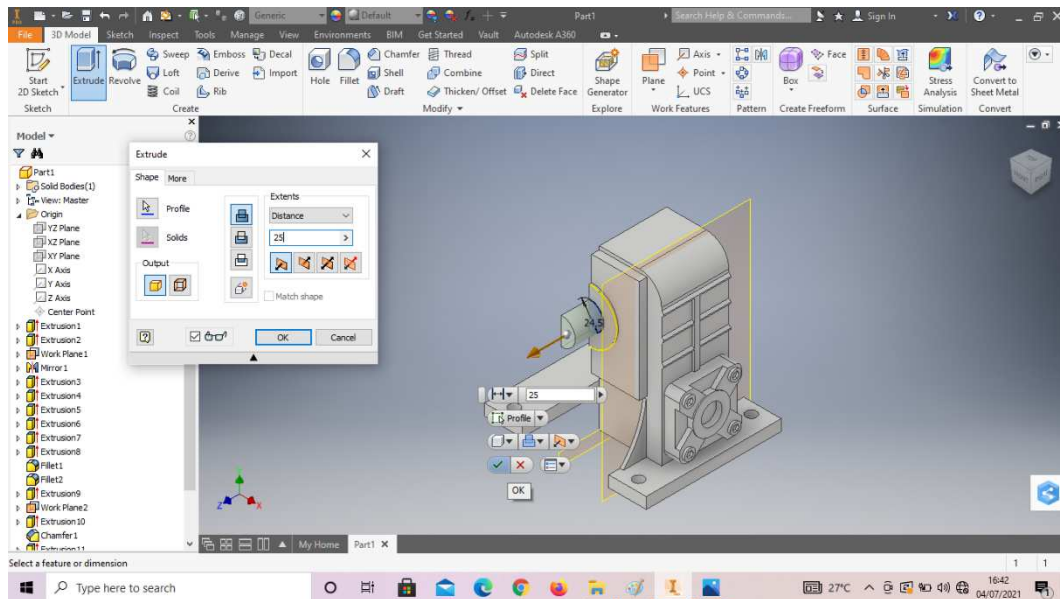 I PRO Generic Default Part1 Search Help & Commands... Sign In
File 3D Model Sketch Inspect Tools Manage View Environments BIM Get Started Vault Autodesk A360
Start 2D Sketch
Extrude
Revolve
Sweep
Loft
Coil
Emboss
Derive
Rib
Decal
Import
Hole
Fillet
Chamfer
Shell
Draft
Thread
Combine
Thicken/ Offset
Split
Direct
Delete Face
Shape Generator
Plane
Axis
Point
UCS
Box
Face
Stress Analysis
Convert to Sheet Metal
Sketch Create Modify Explore Work Features Pattern Create Freeform Surface Simulation Convert
Model
Part1
Solid Bodies(1)
View: Master
Origin
YZ Plane
XZ Plane
XY Plane
X Axis
Y Axis
Z Axis
Center Point
Extrusion1
Extrusion2
Work Plane1
Mirror1
Extrusion3
Extrusion4
Extrusion5
Extrusion6
Extrusion7
Extrusion8
Fillet1
Fillet2
Extrusion9
Work Plane2
Extrusion10
Chamfer1
Extrusion11
Extrude
Shape More
Profile
Solids
Output
Extents
Distance
25
Match shape
OK Cancel
24,5
25
Profile
OK
Z X
My Home Part1
Select a feature or dimension 1 1
Type here to search
27°C
16:42
04/07/2021